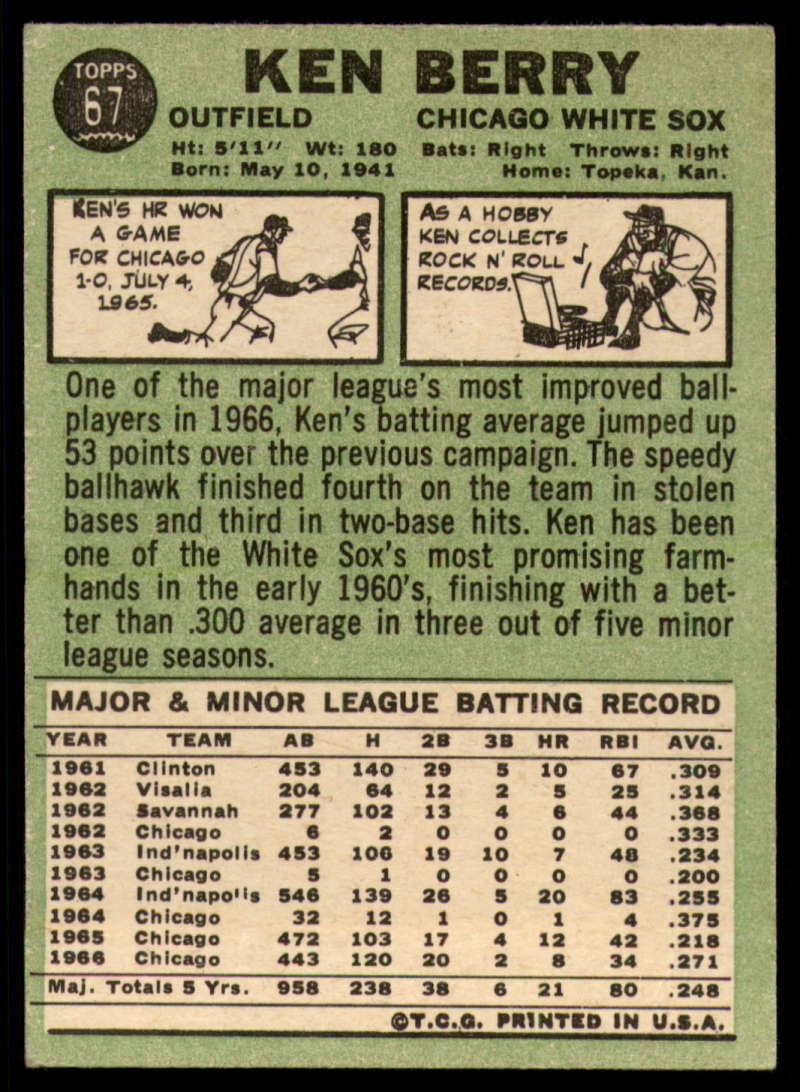 TOPPS
67
KEN BERRY
OUTFIELD CHICAGO WHITE SOX
Ht: 5'11" Wt: 180 Bats: Right Throws: Right
Born: May 10, 1941 Home: Topeka, Kan.
KEN'S HR WON
A GAME
FOR CHICAGO
1-0, JULY 4,
1965.
AS A HOBBY
KEN COLLECTS
ROCK N' ROLL
RECORDS.
One of the major league's most improved ball-
players in 1966, Ken's batting average jumped up
53 points over the previous campaign. The speedy
ballhawk finished fourth on the team in stolen
bases and third in two-base hits. Ken has been
one of the White Sox's most promising farm-
hands in the early 1960's, finishing with a bet-
ter than .300 average in three out of five minor
league seasons.
MAJOR & MINOR LEAGUE BATTING RECORD
YEAR TEAM AB H 2B 3B HR RBI AVG.
1961 Clinton 453 140 29 5 10 67 .309
1962 Visalia 204 64 12 2 5 25 .314
1962 Savannah 277 102 13 4 6 44 .368
1962 Chicago 6 2 0 0 0 0 .333
1963 Ind'napolis 453 106 19 10 7 48 .234
1963 Chicago 5 1 0 0 0 0 .200
1964 Ind'napolis 546 139 26 5 20 83 .255
1964 Chicago 32 12 1 0 1 4 .375
1965 Chicago 472 103 17 4 12 42 .218
1966 Chicago 443 120 20 2 8 34 .271
Maj. Totals 5 Yrs. 958 238 38 6 21 80 .248
©T.C.G. PRINTED IN U.S.A.